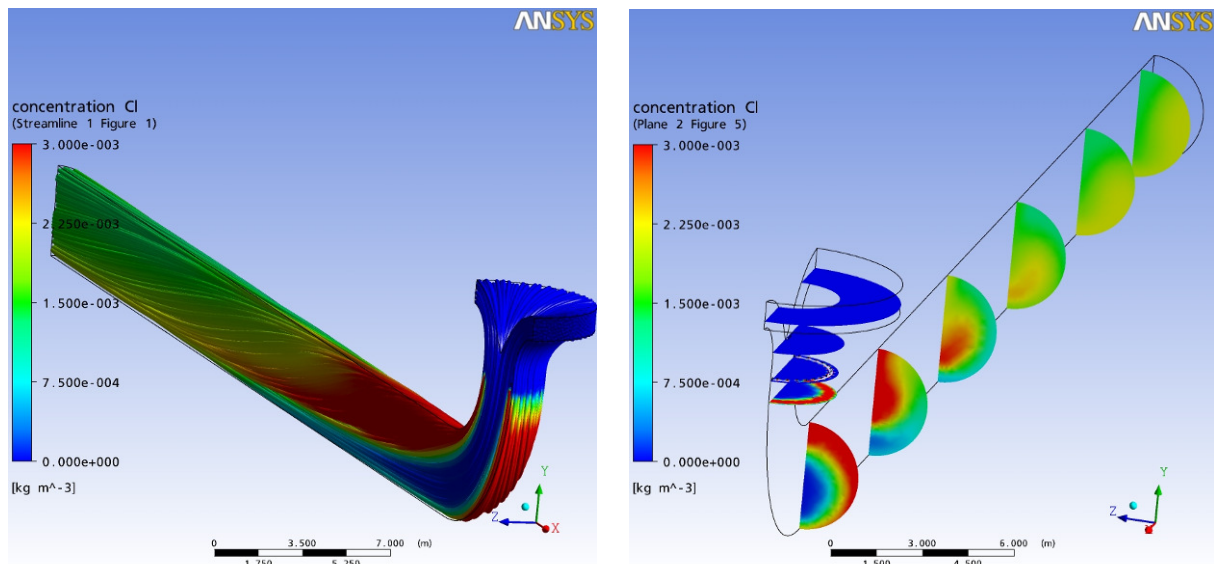 ANSYS
concentration Cl
(Streamline 1 Figure 1)
3.000e-003
2.250e-003
1.500e-003
7.500e-004
0.000e+000
[kg m^-3]
Y
Z
X
0
3.500
7.000
(m)
1.750
5.250
ANSYS
concentration Cl
(Plane 2 Figure 5)
3.000e-003
2.250e-003
1.500e-003
7.500e-004
0.000e+000
[kg m^-3]
Y
Z
0
3.000
6.000
(m)
1.500
4.500